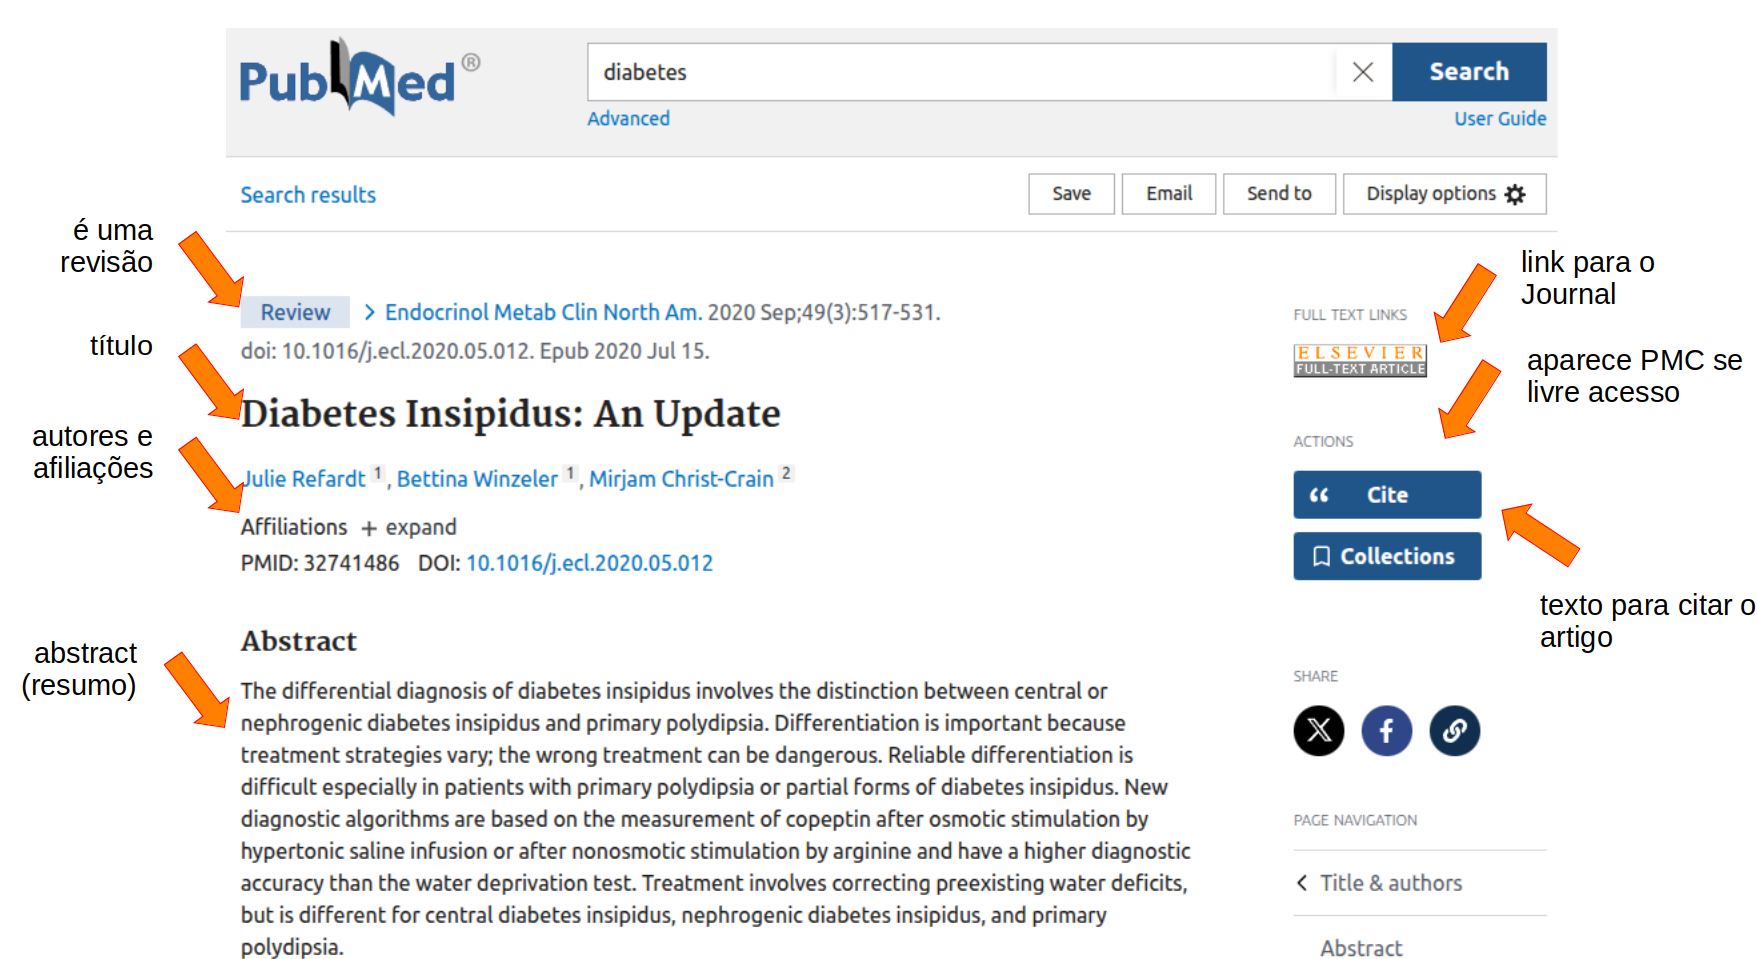 PubMed®
diabetes
Search
Advanced
User Guide
Search results
Save
Email
Send to
Display options
é uma
revisão
título
autores e
afiliações
abstract
(resumo)
Review
Endocrinol Metab Clin North Am. 2020 Sep;49(3):517-531.
doi: 10.1016/j.ecl.2020.05.012. Epub 2020 Jul 15.
Diabetes Insipidus: An Update
Julie Refardt 1, Bettina Winzeler 1, Mirjam Christ-Crain 2
Affiliations + expand
PMID: 32741486 DOI: 10.1016/j.ecl.2020.05.012
Abstract
The differential diagnosis of diabetes insipidus involves the distinction between central or
nephrogenic diabetes insipidus and primary polydipsia. Differentiation is important because
treatment strategies vary; the wrong treatment can be dangerous. Reliable differentiation is
difficult especially in patients with primary polydipsia or partial forms of diabetes insipidus. New
diagnostic algorithms are based on the measurement of copeptin after osmotic stimulation by
hypertonic saline infusion or after nonosmotic stimulation by arginine and have a higher diagnostic
accuracy than the water deprivation test. Treatment involves correcting preexisting water deficits,
but is different for central diabetes insipidus, nephrogenic diabetes insipidus, and primary
polydipsia.
link para o
Journal
FULL TEXT LINKS
ELSEVIER
FULL-TEXT ARTICLE
aparece PMC se
livre acesso
ACTIONS
Cite
Collections
texto para citar o
artigo
SHARE
PAGE NAVIGATION
Title & authors
Abstract